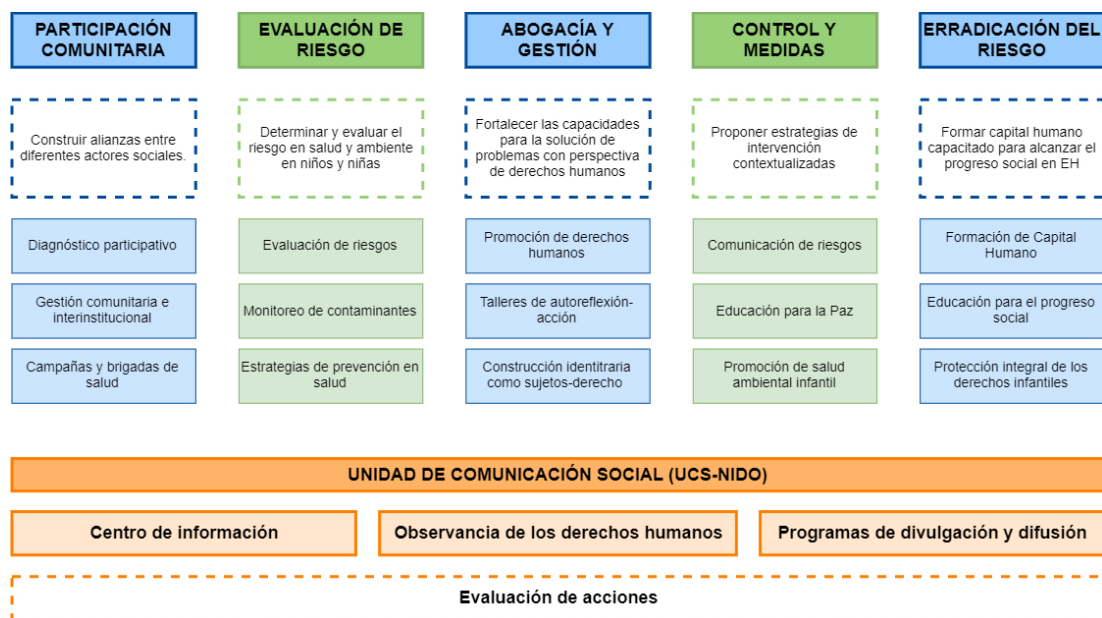 PARTICIPACIÓN
COMUNITARIA
EVALUACIÓN DE
RIESGO
ABOGACÍA Y
GESTIÓN
CONTROL Y
MEDIDAS
ERRADICACIÓN DEL
RIESGO
Construir alianzas entre
diferentes actores sociales.
Determinar y evaluar el
riesgo en salud y ambiente
en niños y niñas
Fortalecer las capacidades
para la solución de
problemas con perspectiva
de derechos humanos
Proponer estrategias de
intervención
contextualizadas
Formar capital humano
capacitado para alcanzar el
progreso social en EH
Diagnóstico participativo
Evaluación de riesgos
Promoción de derechos
humanos
Comunicación de riesgos
Formación de Capital
Humano
Gestión comunitaria e
interinstitucional
Monitoreo de contaminantes
Talleres de autoreflexión-
acción
Educación para la Paz
Educación para el progreso
social
Campañas y brigadas de
salud
Estrategias de prevención en
salud
Construcción identitraria
como sujetos-derecho
Promoción de salud
ambiental infantil
Protección integral de los
derechos infantiles
UNIDAD DE COMUNICACIÓN SOCIAL (UCS-NIDO)
Centro de información
Observancia de los derechos humanos
Programas de divulgación y difusión
Evaluación de acciones